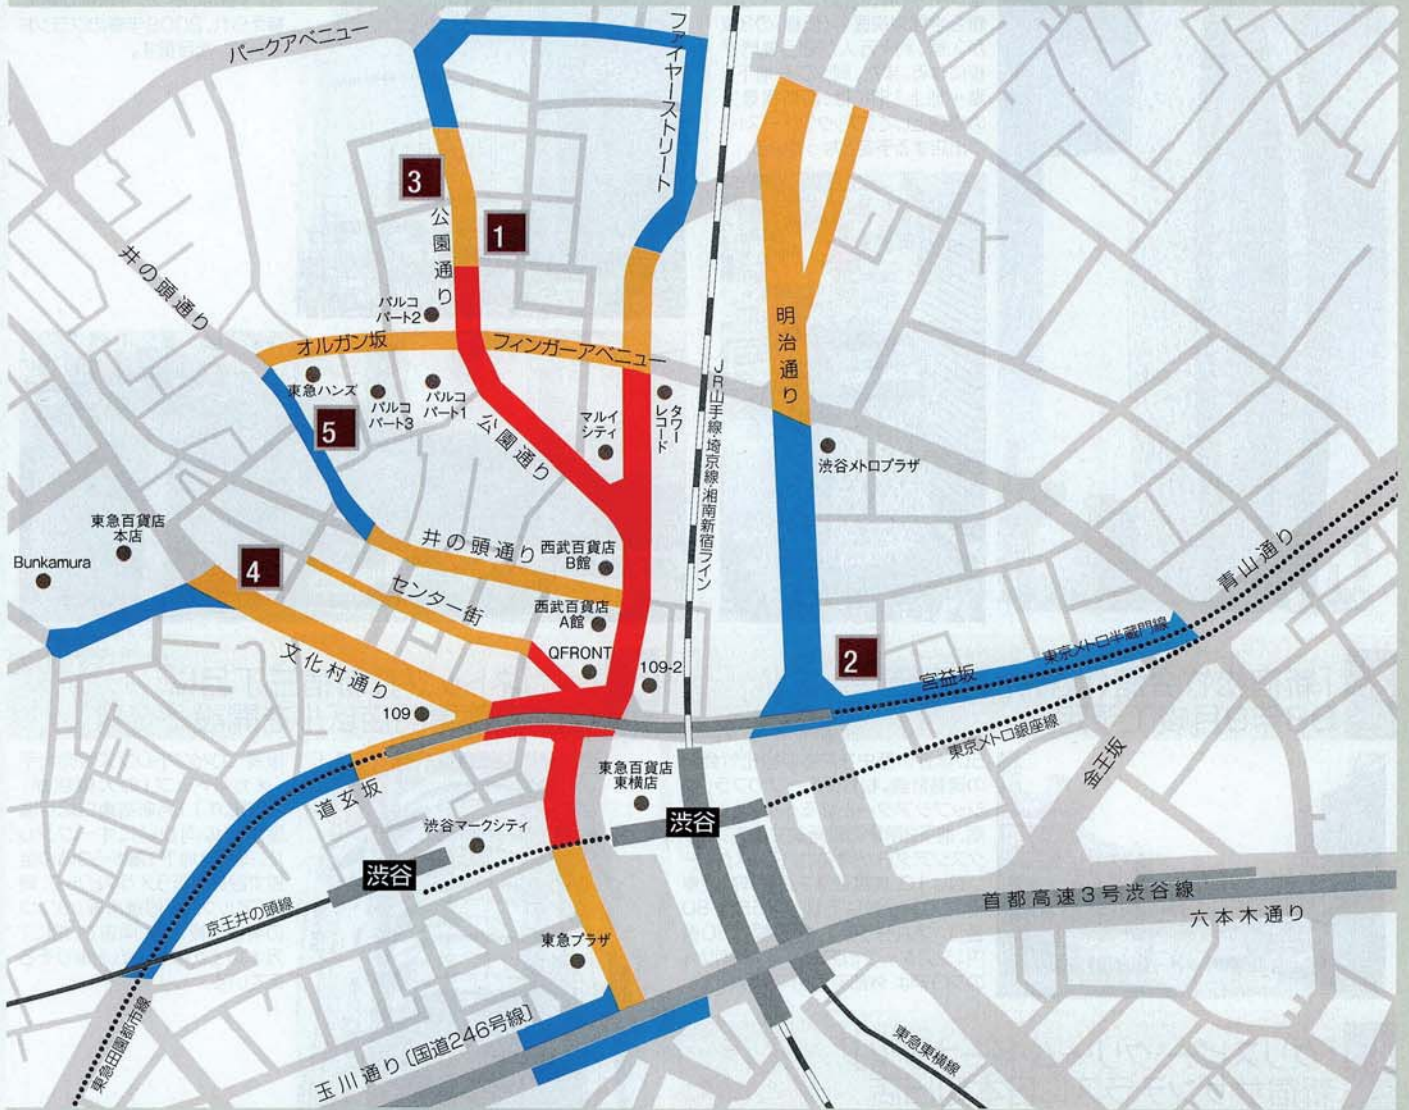 パークアベニュー
ファイヤーストリート
3
公園通り
1
井の頭通り
パルコ
パート2
オルガン坂
フィンガーアベニュー
明治通り
東急ハンズ
パルコ
パート3
パルコ
パート1
5
公園通り
マルイ
シティ
タワー
レコード
JR山手線・埼京線・湘南新宿ライン
渋谷メトロプラザ
東急百貨店
本店
Bunkamura
4
井の頭通り
西武百貨店
B館
センター街
西武百貨店
A館
QFRONT
109-2
文化村通り
109
2
宮益坂
東京メトロ半蔵門線
青山通り
東京メトロ銀座線
金王坂
道玄坂
東急百貨店
東横店
渋谷マークシティ
渋谷
渋谷
京王井の頭線
首都高速3号渋谷線
六本木通り
東急プラザ
東急田園都市線
玉川通り〔国道246号線〕
東急東横線